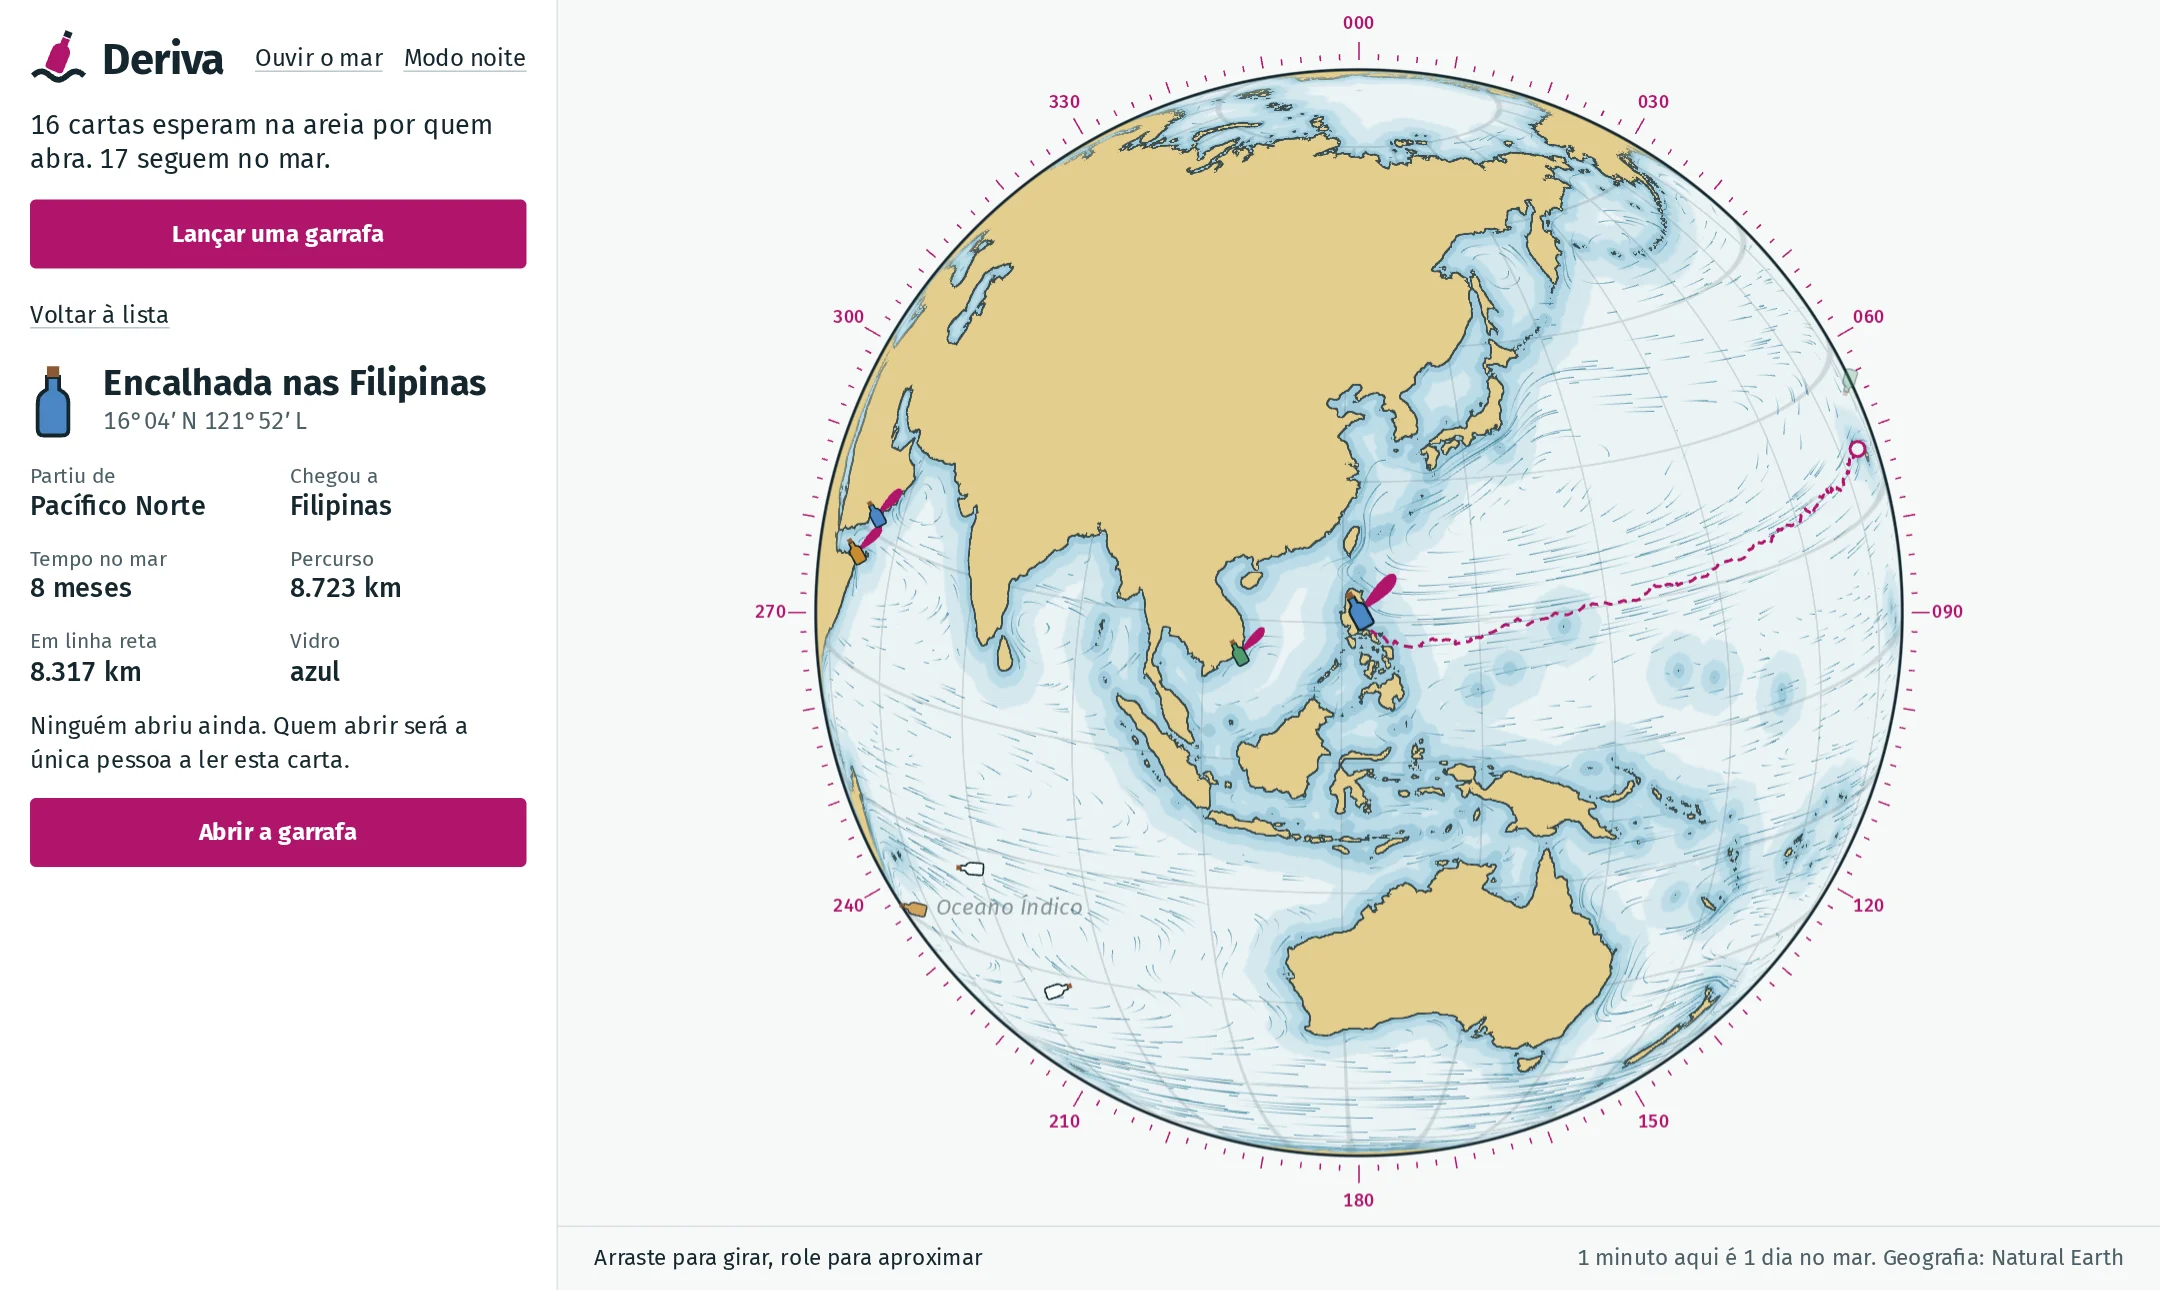 Deriva
Ouvir o mar
Modo noite
16 cartas esperam na areia por quem
abra. 17 seguem no mar.
Lançar uma garrafa
Voltar à lista
Encalhada nas Filipinas
16°04′ N 121°52′ L
Partiu de
Pacífico Norte
Chegou a
Filipinas
Tempo no mar
8 meses
Percurso
8.723 km
Em linha reta
8.317 km
Vidro
azul
Ninguém abriu ainda. Quem abrir será a
única pessoa a ler esta carta.
Abrir a garrafa
000
030
060
090
120
150
180
210
240
270
300
330
Oceano Índico
Arraste para girar, role para aproximar
1 minuto aqui é 1 dia no mar. Geografia: Natural Earth